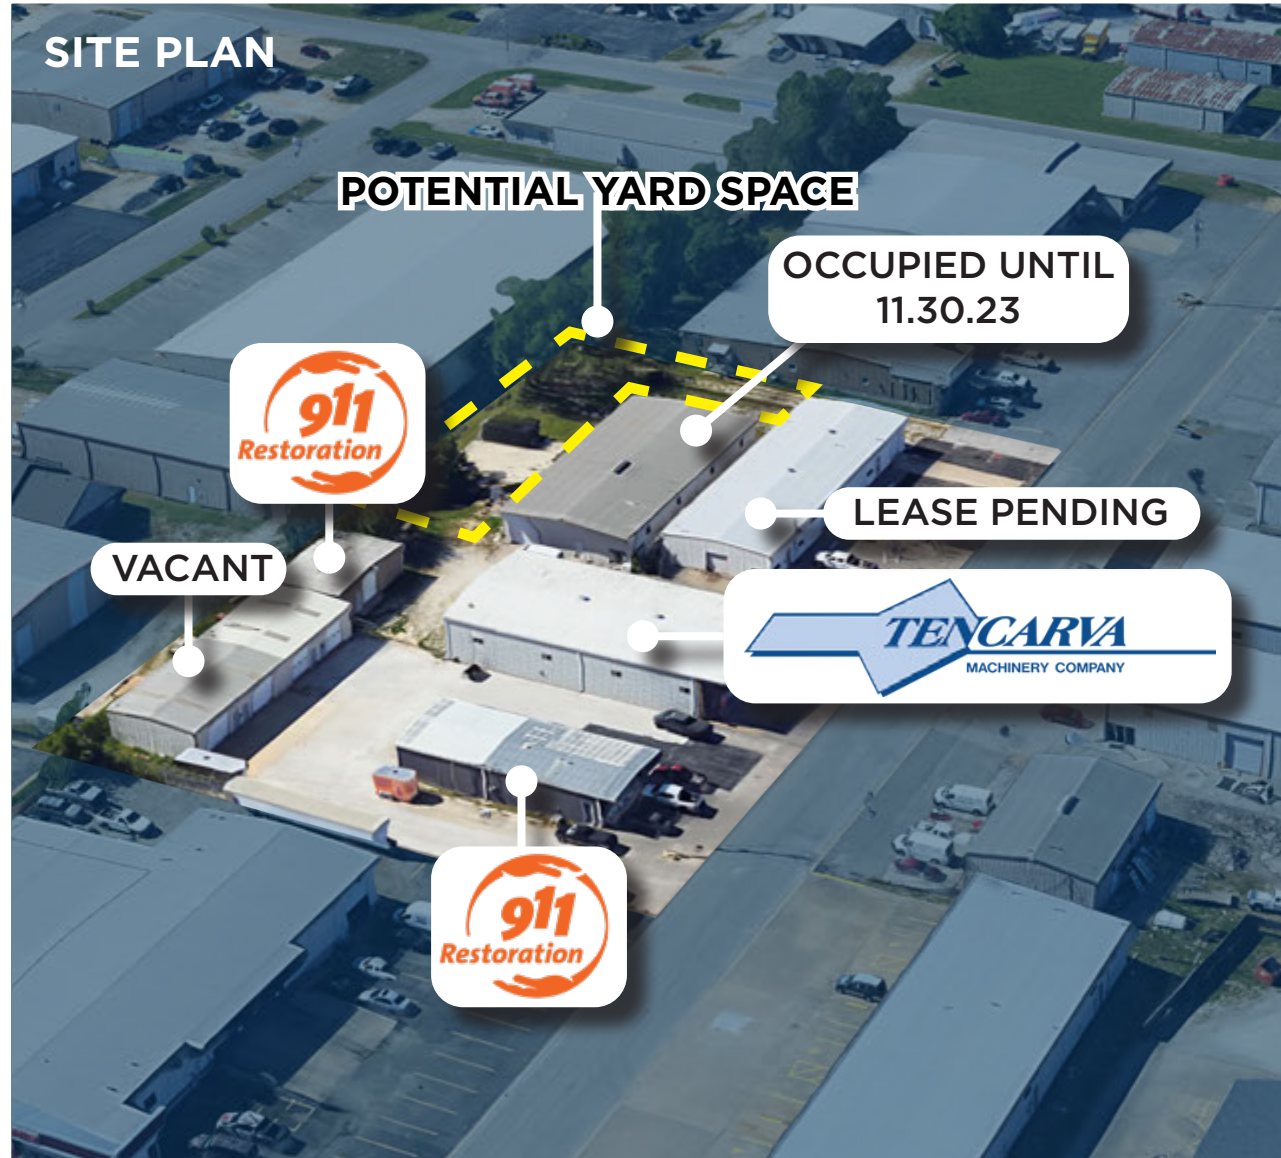 SITE PLAN
POTENTIAL YARD SPACE
OCCUPIED UNTIL
11.30.23
911
Restoration
LEASE PENDING
VACANT
TENCARVA
MACHINERY COMPANY
911
Restoration